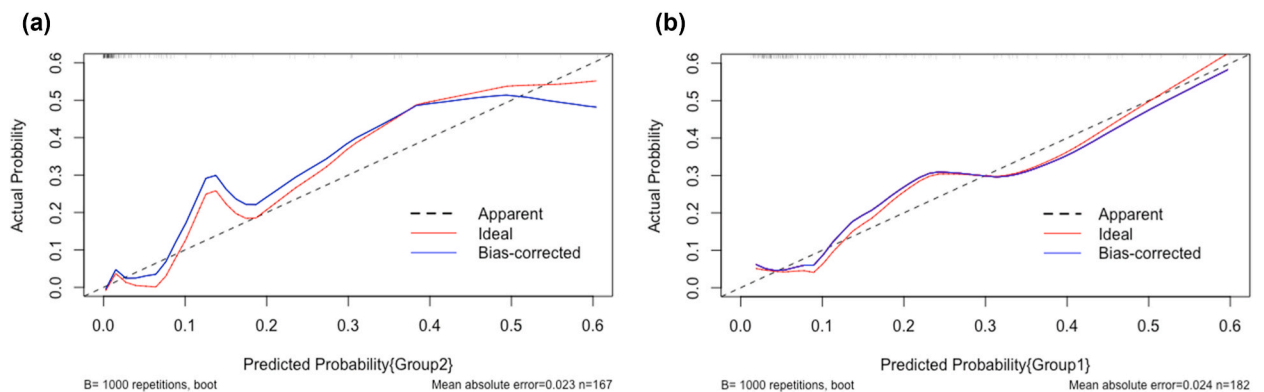 (a)
Actual Probbility
0.6
0.5
0.4
0.3
0.2
0.1
0.0
Apparent
Ideal
Bias-corrected
0.0 0.1 0.2 0.3 0.4 0.5 0.6
Predicted Probability{Group2}
B= 1000 repetitions, boot
Mean absolute error=0.023 n=167
(b)
Actual Probbility
0.6
0.5
0.4
0.3
0.2
0.1
0.0
Apparent
Ideal
Bias-corrected
0.0 0.1 0.2 0.3 0.4 0.5 0.6
Predicted Probability{Group1}
B= 1000 repetitions, boot
Mean absolute error=0.024 n=182